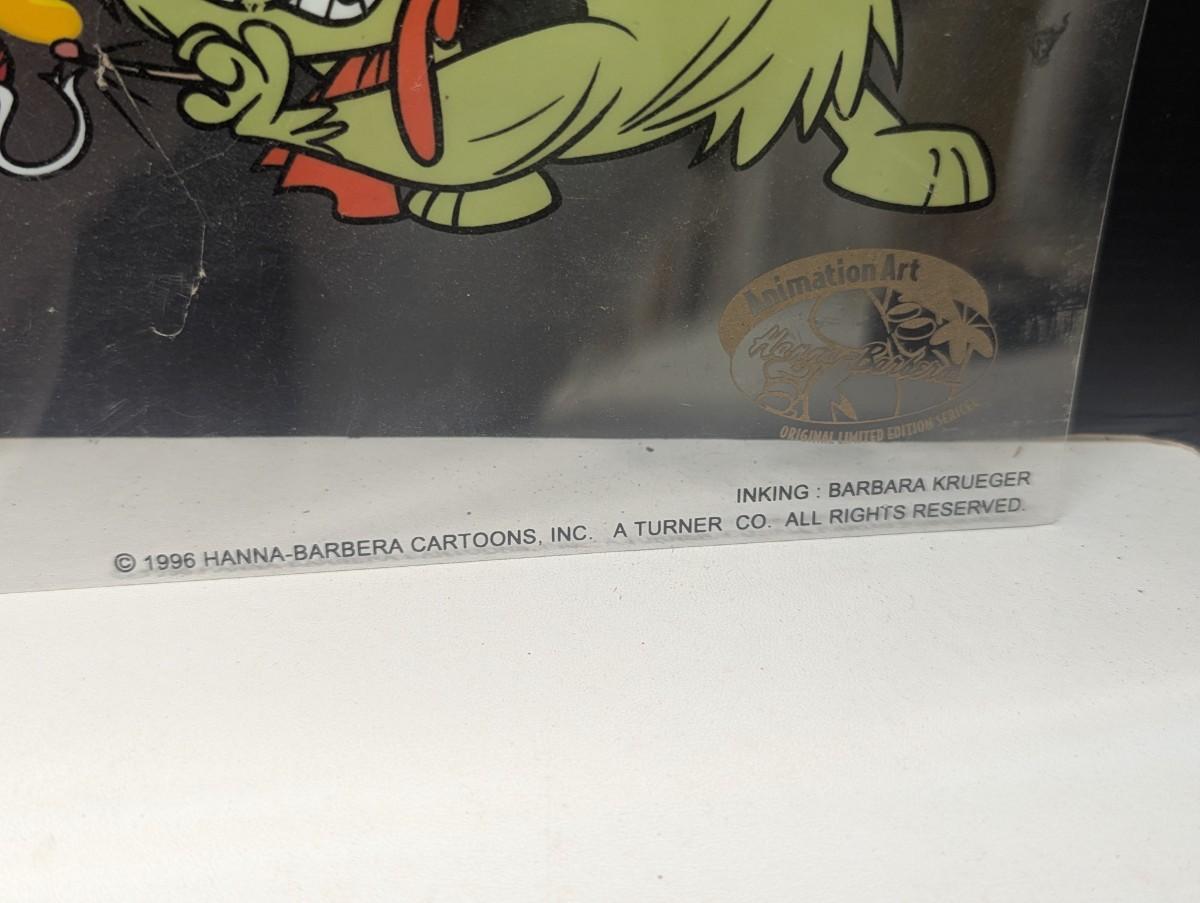 Animation Art
Hanna-Barbera
ORIGINAL LIMITED EDITION SERICEL
INKING : BARBARA KRUEGER
© 1996 HANNA-BARBERA CARTOONS, INC. A TURNER CO. ALL RIGHTS RESERVED.